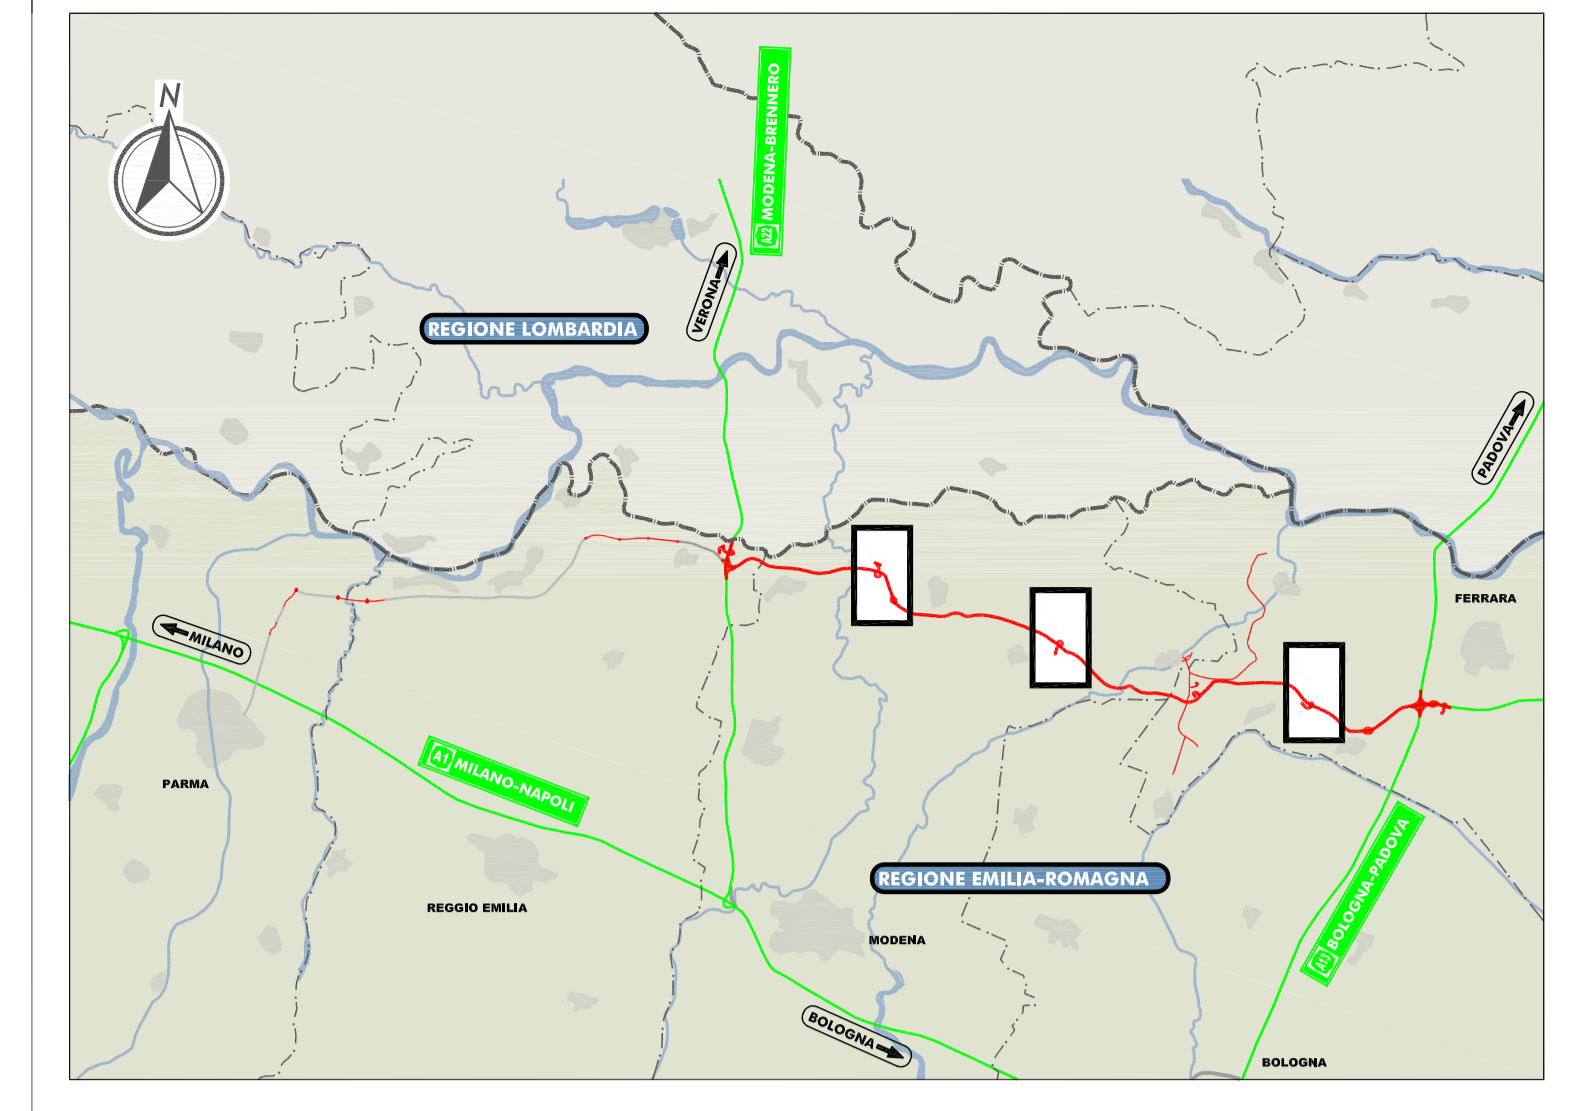 N
A22 MODENA-BRENNERO
VERONA
REGIONE LOMBARDIA
PADOVA
FERRARA
MILANO
PARMA
A1 MILANO-NAPOLI
REGIONE EMILIA-ROMAGNA
A13 BOLOGNA-PADOVA
REGGIO EMILIA
MODENA
BOLOGNA
BOLOGNA